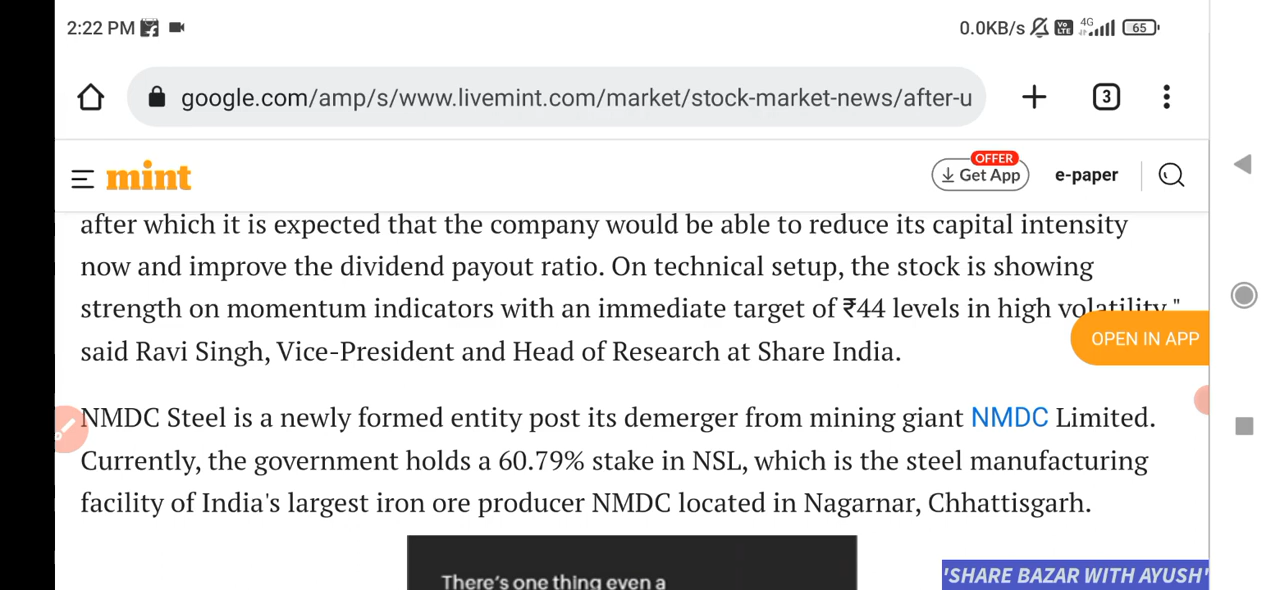 2:22 PM
0.0KB/s Vo LTE 4G 65
google.com/amp/s/www.livemint.com/market/stock-market-news/after-u
3
mint
OFFER
Get App
e-paper
after which it is expected that the company would be able to reduce its capital intensity
now and improve the dividend payout ratio. On technical setup, the stock is showing
strength on momentum indicators with an immediate target of ₹44 levels in high volatility,"
said Ravi Singh, Vice-President and Head of Research at Share India.
OPEN IN APP
NMDC Steel is a newly formed entity post its demerger from mining giant NMDC Limited.
Currently, the government holds a 60.79% stake in NSL, which is the steel manufacturing
facility of India's largest iron ore producer NMDC located in Nagarnar, Chhattisgarh.
There's one thing even a
'SHARE BAZAR WITH AYUSH'